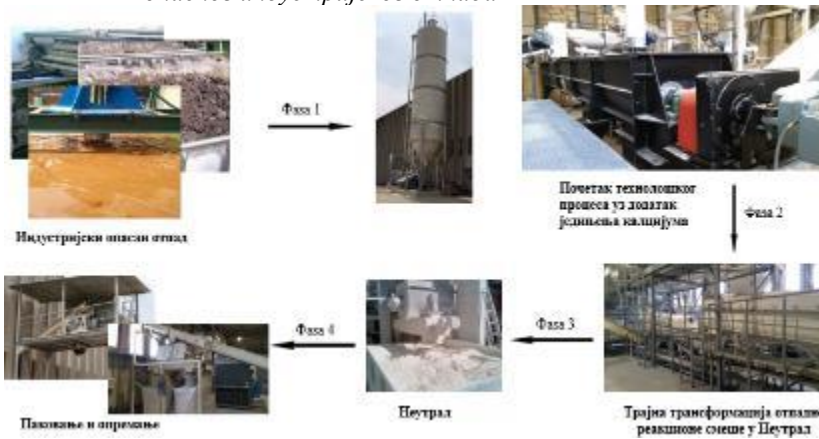 Фаза 1
Почетак технолошког
процеса уз додатак
једињења калцијума
Фаза 2
Индустријски опасан отпад
Фаза 4
Фаза 3
Паковање и опремање
Неутрал
Трајна трансформација отпадне
реакционе смеше у Неутрал